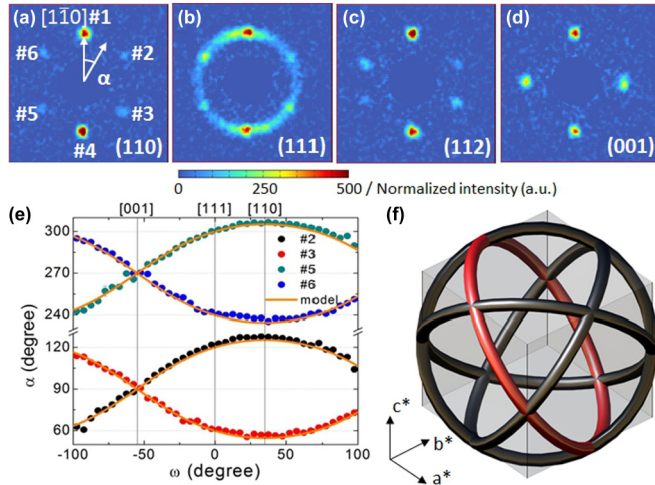 (a) #1 (b) (c) (d)
[11̄0]
#6 #2
α
#5 #3
#4 (110) (111) (112) (001)
0 250 500 / Normalized intensity (a.u.)
(e) [001] [111] [110] (f)
300
270
240
120
90
60
α (degree)
#2
#3
#5
#6
model
-100 -50 0 50 100
ω (degree)
c*
b*
a*